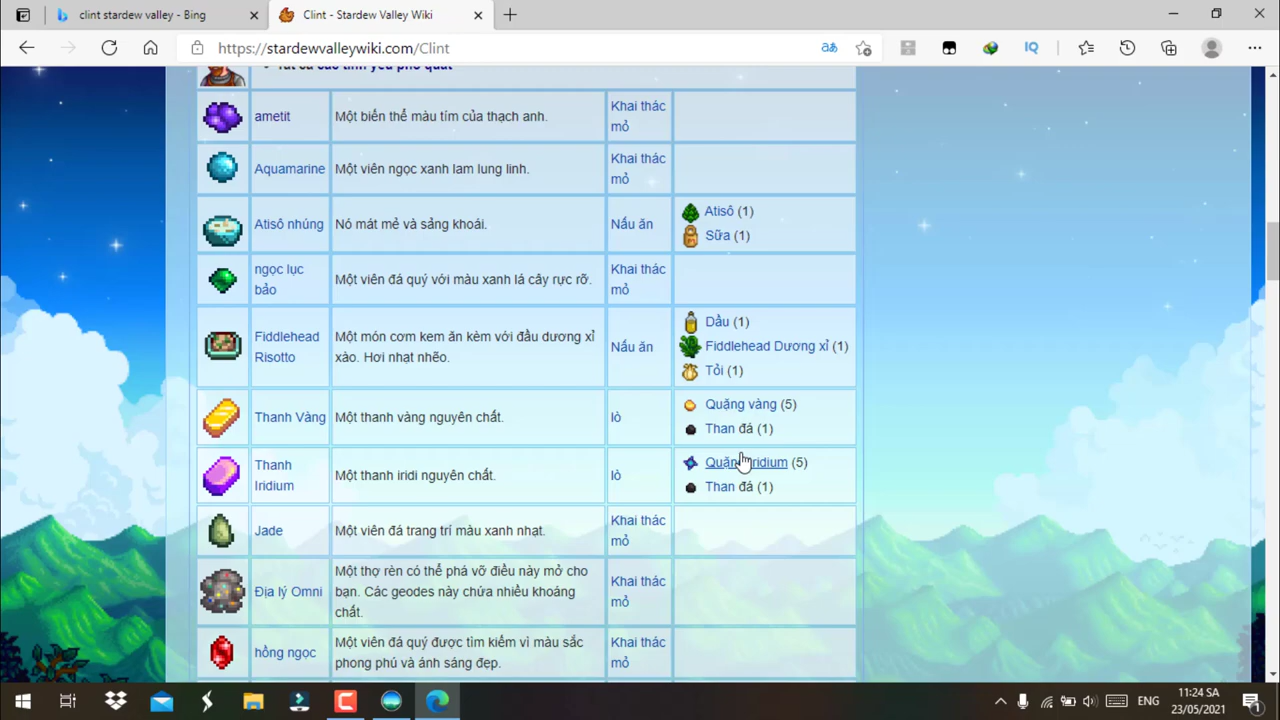 clint stardew valley - Bing
Clint - Stardew Valley Wiki
https://stardewvalleywiki.com/Clint
IQ
Tất cả các tình yêu phổ quát
ametit
Một biến thể màu tím của thạch anh.
Khai thác
mỏ
Aquamarine
Một viên ngọc xanh lam lung linh.
Khai thác
mỏ
Atisô nhúng
Nó mát mẻ và sảng khoái.
Nấu ăn
Atisô (1)
Sữa (1)
ngọc lục
bảo
Một viên đá quý với màu xanh lá cây rực rỡ.
Khai thác
mỏ
Fiddlehead
Risotto
Một món cơm kem ăn kèm với đầu dương xỉ
xào. Hơi nhạt nhẽo.
Nấu ăn
Dầu (1)
Fiddlehead Dương xỉ (1)
Tỏi (1)
Thanh Vàng
Một thanh vàng nguyên chất.
lò
Quặng vàng (5)
Than đá (1)
Thanh
Iridium
Một thanh iridi nguyên chất.
lò
Quặng Iridium (5)
Than đá (1)
Jade
Một viên đá trang trí màu xanh nhạt.
Khai thác
mỏ
Địa lý Omni
Một thợ rèn có thể phá vỡ điều này mở cho
bạn. Các geodes này chứa nhiều khoáng
chất.
Khai thác
mỏ
hồng ngọc
Một viên đá quý được tìm kiếm vì màu sắc
phong phú và ánh sáng đẹp.
Khai thác
mỏ
ENG
11:24 SA
23/05/2021
1